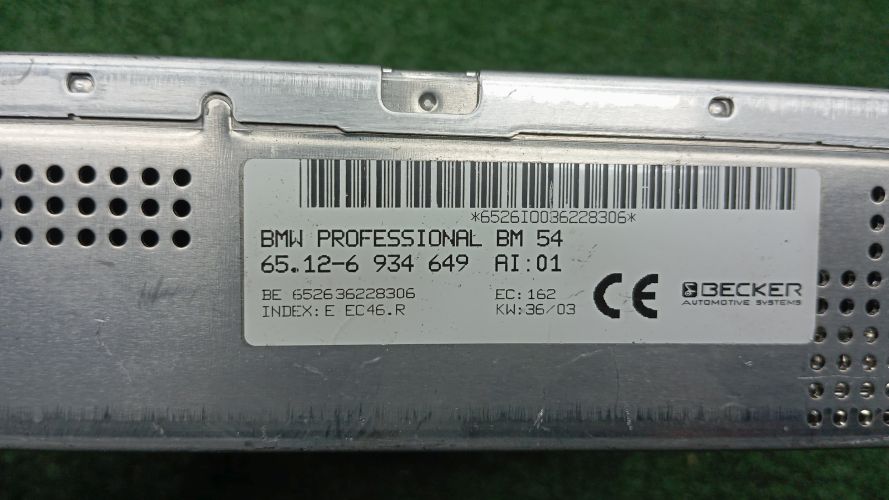 *6526I0036228306*
BMW PROFESSIONAL BM 54
65.12-6 934 649 AI:01
BE 652636228306 EC:162
INDEX:E EC46.R KW:36/03
CE
BECKER
AUTOMOTIVE SYSTEMS